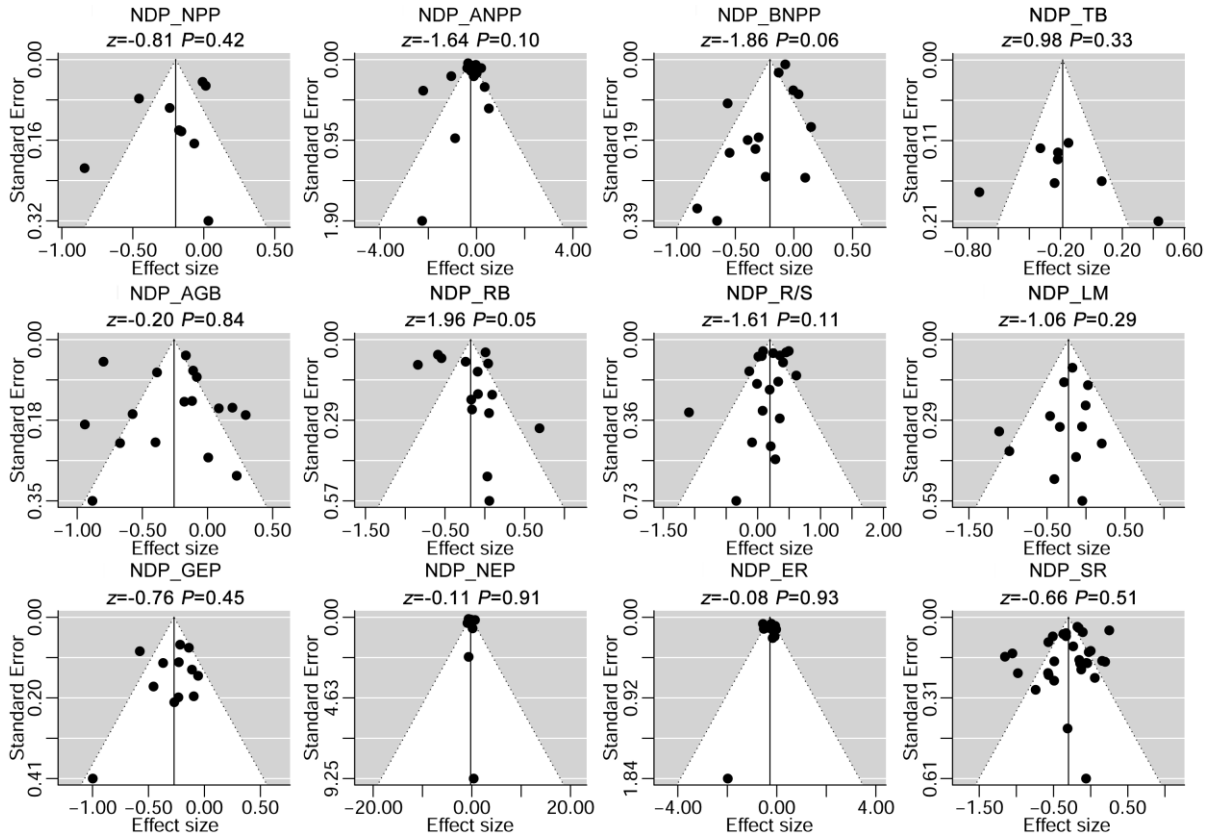 NDP_NPP
z=-0.81 P=0.42
0.00
0.16
0.32
Standard Error
-1.00
-0.50
0.00
0.50
Effect size
NDP_ANPP
z=-1.64 P=0.10
0.00
0.95
1.90
Standard Error
-4.00
0.00
4.00
Effect size
NDP_BNPP
z=-1.86 P=0.06
0.00
0.19
0.39
Standard Error
-1.00
-0.50
0.00
0.50
Effect size
NDP_TB
z=0.98 P=0.33
0.00
0.11
0.21
Standard Error
-0.80
-0.20
0.20
0.60
Effect size
NDP_AGB
z=-0.20 P=0.84
0.00
0.18
0.35
Standard Error
-1.00
-0.50
0.00
0.50
Effect size
NDP_RB
z=1.96 P=0.05
0.00
0.29
0.57
Standard Error
-1.50
-0.50
0.50
Effect size
NDP_R/S
z=-1.61 P=0.11
0.00
0.36
0.73
Standard Error
-1.50
0.00
1.00
2.00
Effect size
NDP_LM
z=-1.06 P=0.29
0.00
0.29
0.59
Standard Error
-1.50
-0.50
0.50
Effect size
NDP_GEP
z=-0.76 P=0.45
0.00
0.20
0.41
Standard Error
-1.00
-0.50
0.00
0.50
Effect size
NDP_NEP
z=-0.11 P=0.91
0.00
4.63
9.25
Standard Error
-20.00
0.00
10.00
20.00
Effect size
NDP_ER
z=-0.08 P=0.93
0.00
0.92
1.84
Standard Error
-4.00
0.00
4.00
Effect size
NDP_SR
z=-0.66 P=0.51
0.00
0.31
0.61
Standard Error
-1.50
-0.50
0.50
Effect size